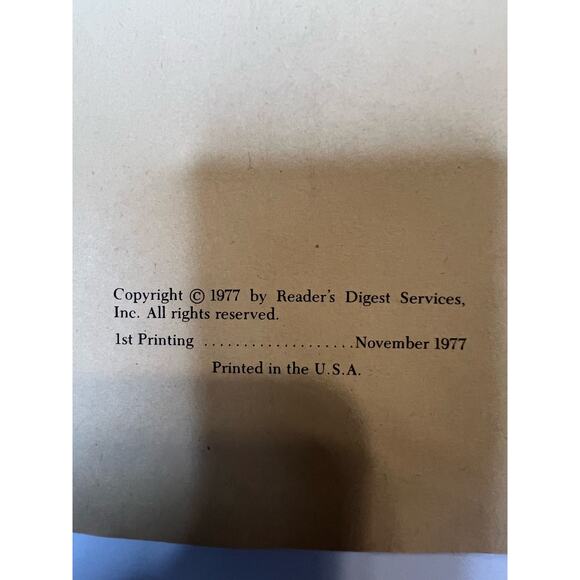 Copyright © 1977 by Reader's Digest Services,
Inc. All rights reserved.
1st Printing ................... November 1977
Printed in the U.S.A.